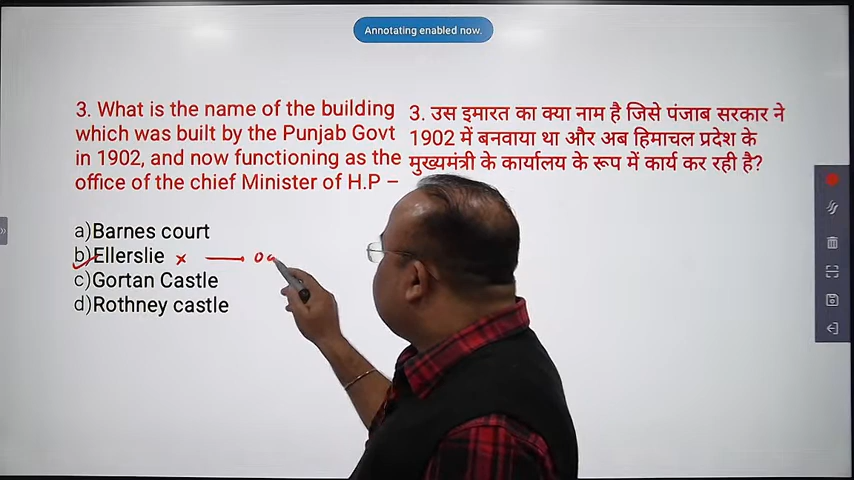 Annotating enabled now.
3. What is the name of the building
which was built by the Punjab Govt
in 1902, and now functioning as the
office of the chief Minister of H.P –
3. उस इमारत का क्या नाम है जिसे पंजाब सरकार ने
1902 में बनवाया था और अब हिमाचल प्रदेश के
मुख्यमंत्री के कार्यालय के रूप में कार्य कर रही है?
a)Barnes court
b)Ellerslie x
c)Gortan Castle
d)Rothney castle